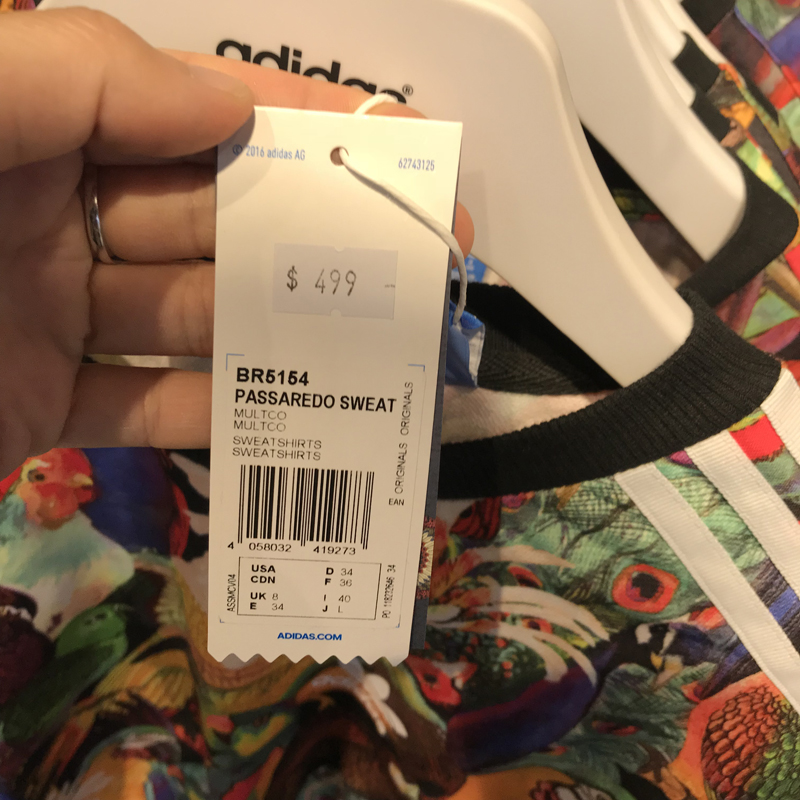 adidas®
© 2016 adidas AG
62743125
$ 499
BR5154
PASSAREDO SWEAT
MULTCO
MULTCO
SWEATSHIRTS
SWEATSHIRTS
ORIGINALS ORIGINALS
EAN
4 058032 419273
USA
CDN
UK 8
E 34
D 34
F 36
I 40
J L
ASSMCV04
ADIDAS.COM